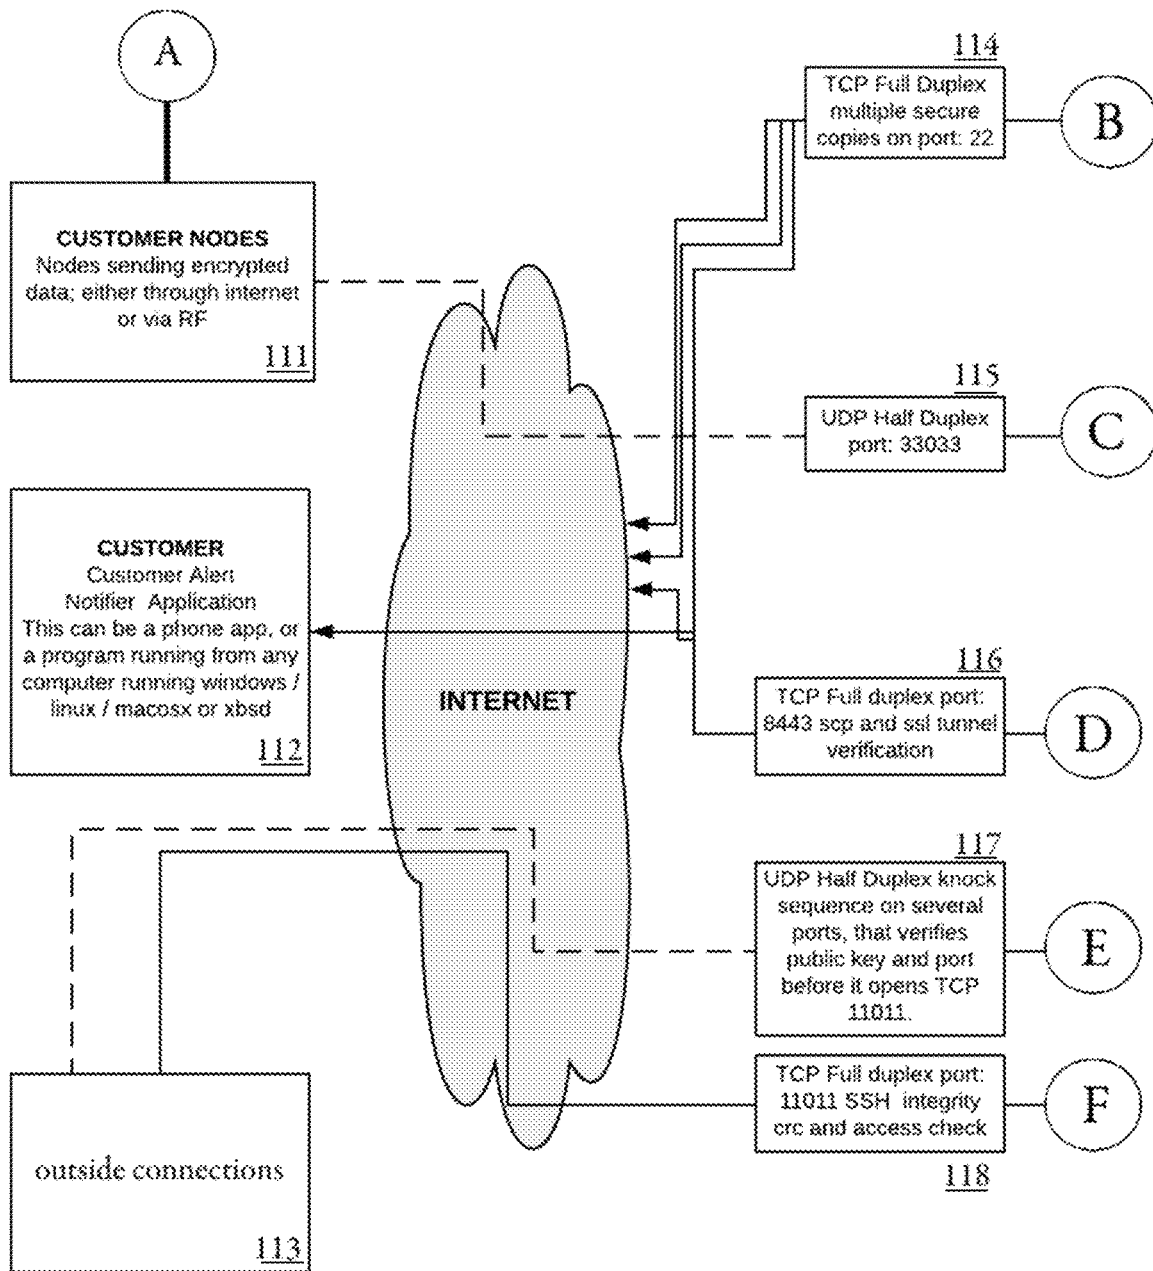 A
114
TCP Full Duplex
multiple secure
copies on port: 22
B
CUSTOMER NODES
Nodes sending encrypted
data; either through internet
or via RF
111
115
UDP Half Duplex
port: 33033
C
CUSTOMER
Customer Alert
Notifier Application
This can be a phone app, or
a program running from any
computer running windows /
linux / macosx or xbsd
112
INTERNET
116
TCP Full duplex port:
8443 scp and ssl tunnel
verification
D
117
UDP Half Duplex knock
sequence on several
ports, that verifies
public key and port
before it opens TCP
11011.
E
TCP Full duplex port:
11011 SSH integrity
crc and access check
118
F
outside connections
113